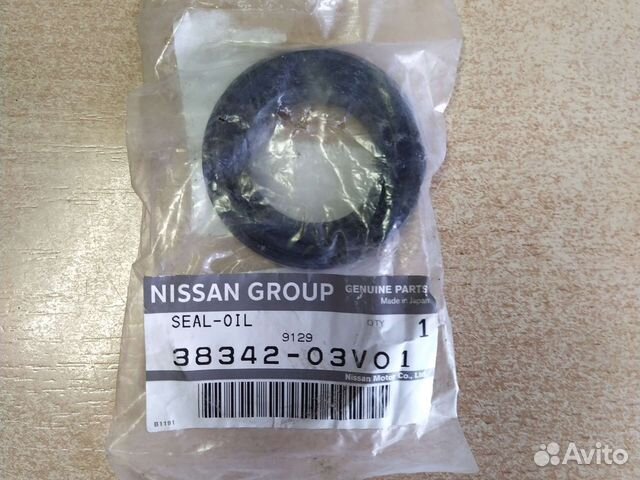 NISSAN GROUP GENUINE PARTS
Made in Japan
SEAL-OIL QTY 1
9129
38342-03V01
Nissan Motor Co., Ltd.
B1191
Avito